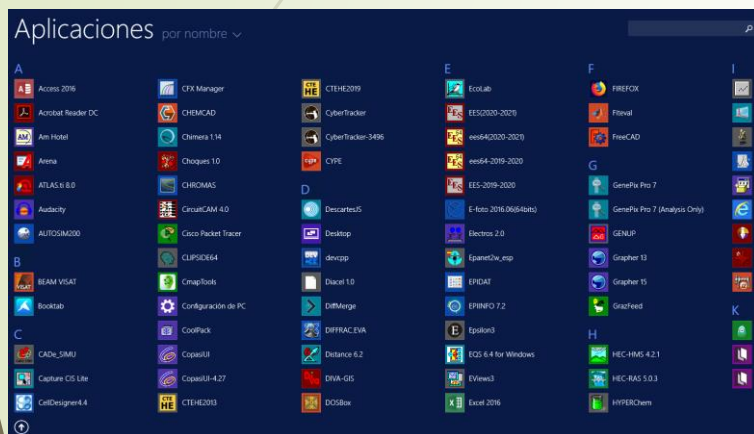 Aplicaciones por nombre
A
Access 2016
Acrobat Reader DC
Am Hotel
Arena
ATLAS.ti 8.0
Audacity
AUTOSIM200
B
BEAM VISAT
Booktab
C
CADe_SIMU
Capture CIS Lite
CellDesigner4.4
CFX Manager
CHEMCAD
Chimera 1.14
Choques 1.0
CHROMAS
CircuitCAM 4.0
Cisco Packet Tracer
CLIPSIDE64
CmapTools
Configuración de PC
CoolPack
CopasiUI
CopasiUI-4.27
CTEHE2013
CTEHE2019
CyberTracker
CyberTracker-3496
CYPE
D
DescartesJS
Desktop
devcpp
Diacel 1.0
DiffMerge
DIFFRAC.EVA
Distance 6.2
DIVA-GIS
DOSBox
E
EcoLab
EES(2020-2021)
ees64(2020-2021)
ees64-2019-2020
EES-2019-2020
E-foto 2016.06(64bits)
Electros 2.0
Epanet2w_esp
EPIDAT
EPIINFO 7.2
Epsilon3
EQS 6.4 for Windows
EViews3
Excel 2016
F
FIREFOX
Fiteval
FreeCAD
G
GenePix Pro 7
GenePix Pro 7 (Analysis Only)
GENUP
Grapher 13
Grapher 15
GrazFeed
H
HEC-HMS 4.2.1
HEC-RAS 5.0.3
HYPERChem
I
K